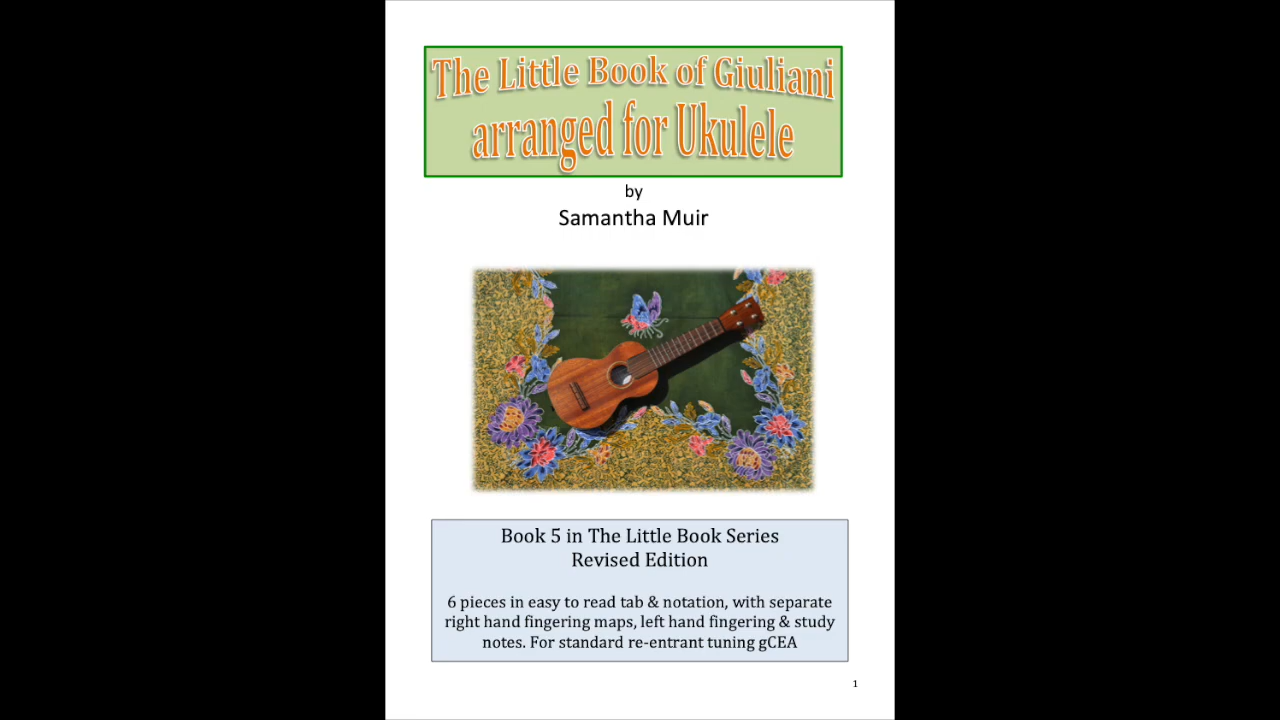 The Little Book of Giuliani
arranged for Ukulele
by
Samantha Muir
Book 5 in The Little Book Series
Revised Edition
6 pieces in easy to read tab & notation, with separate
right hand fingering maps, left hand fingering & study
notes. For standard re-entrant tuning gCEA
1